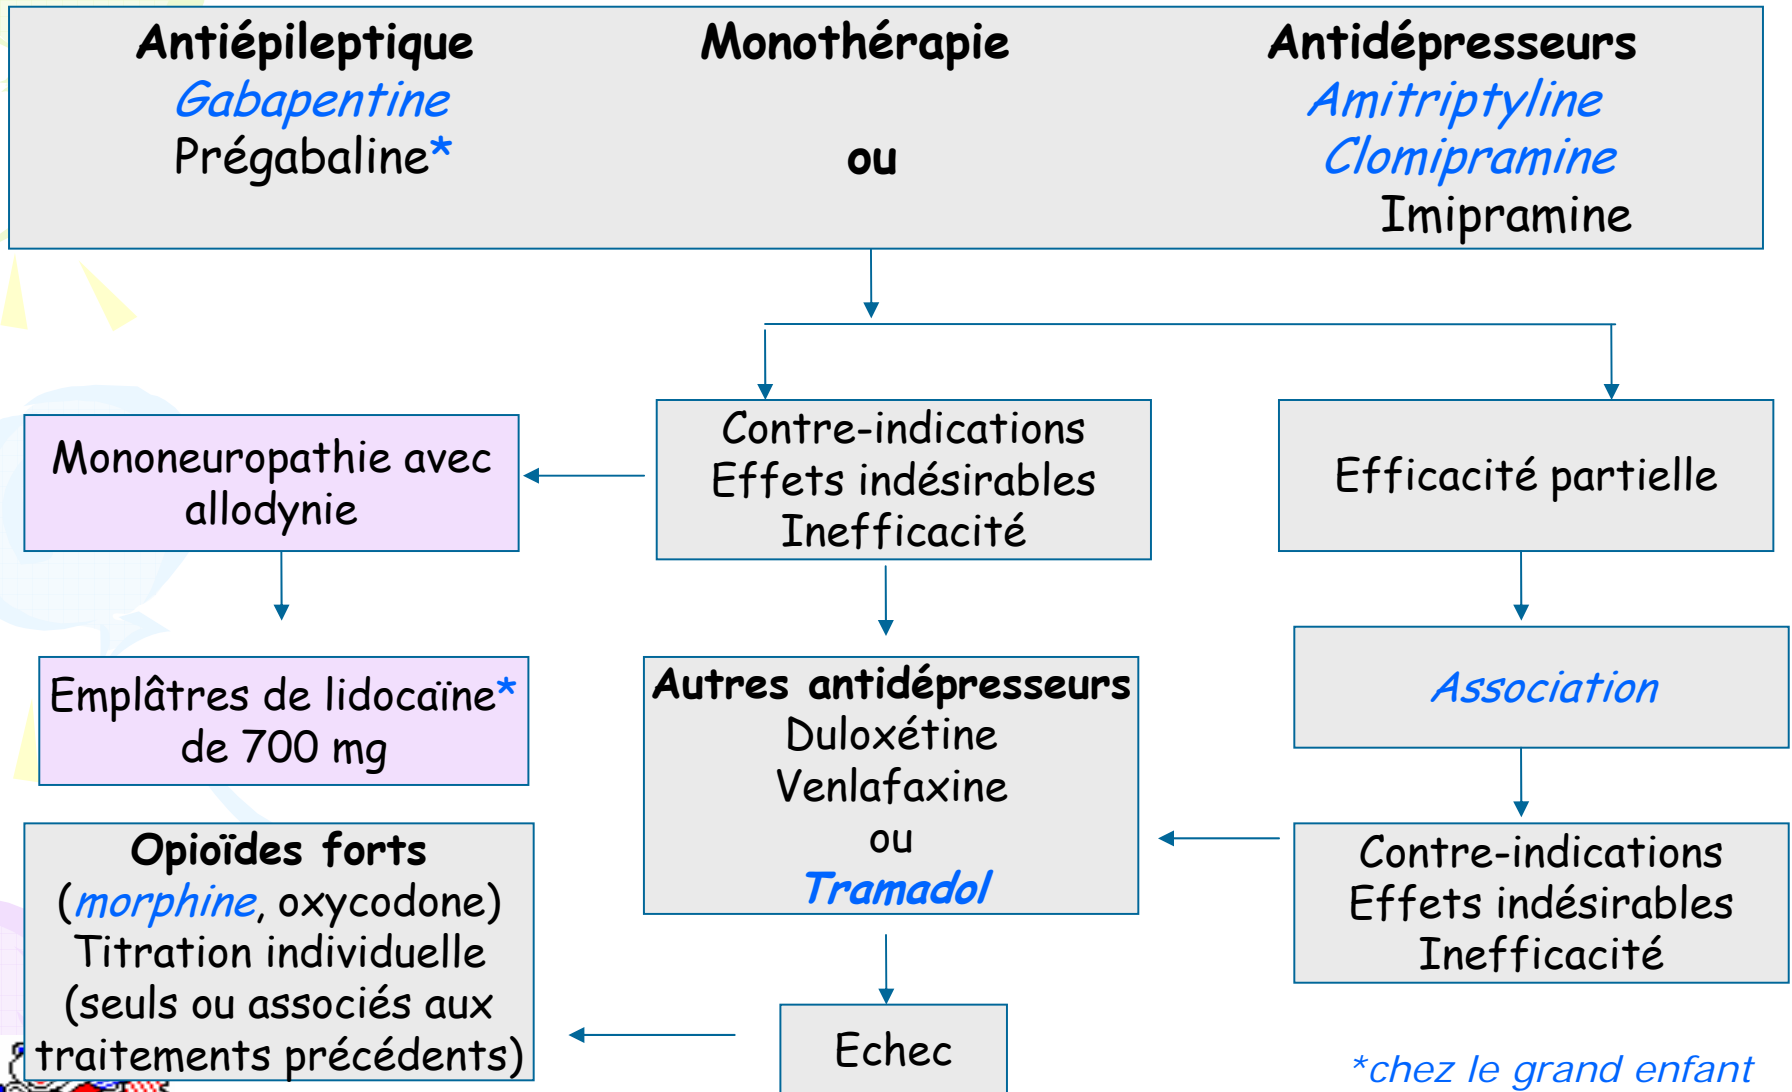 Antiépileptique Monothérapie Antidépresseurs
Gabapentine Amitriptyline
Prégabaline* ou Clomipramine
Imipramine
Mononeuropathie avec
allodynie
Contre-indications
Effets indésirables
Inefficacité
Efficacité partielle
Emplâtres de lidocaïne*
de 700 mg
Autres antidépresseurs
Duloxétine
Venlafaxine
ou
Tramadol
Association
Opioïdes forts
(morphine, oxycodone)
Titration individuelle
(seuls ou associés aux
traitements précédents)
Contre-indications
Effets indésirables
Inefficacité
Echec
*chez le grand enfant